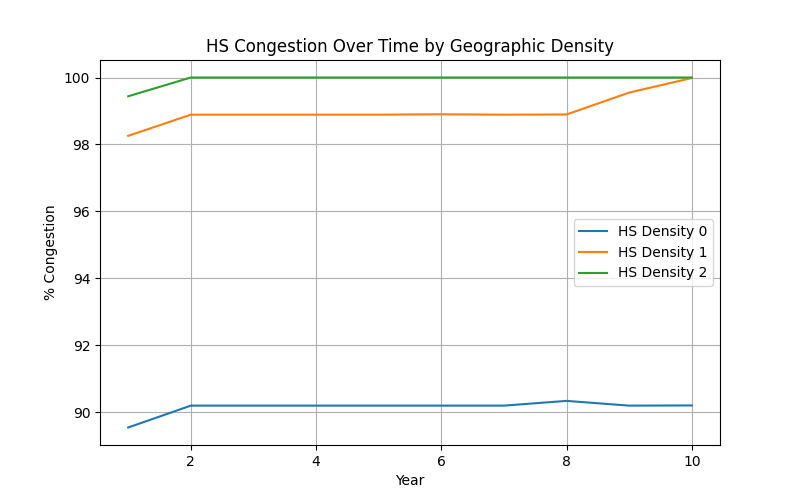 HS Congestion Over Time by Geographic Density
100
98
96
94
92
90
% Congestion
HS Density 0
HS Density 1
HS Density 2
2 4 6 8 10
Year